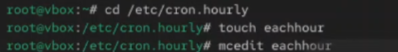 root@vbox:~# cd /etc/cron.hourly
root@vbox:/etc/cron.hourly# touch eachhour
root@vbox:/etc/cron.hourly# mcedit eachhour